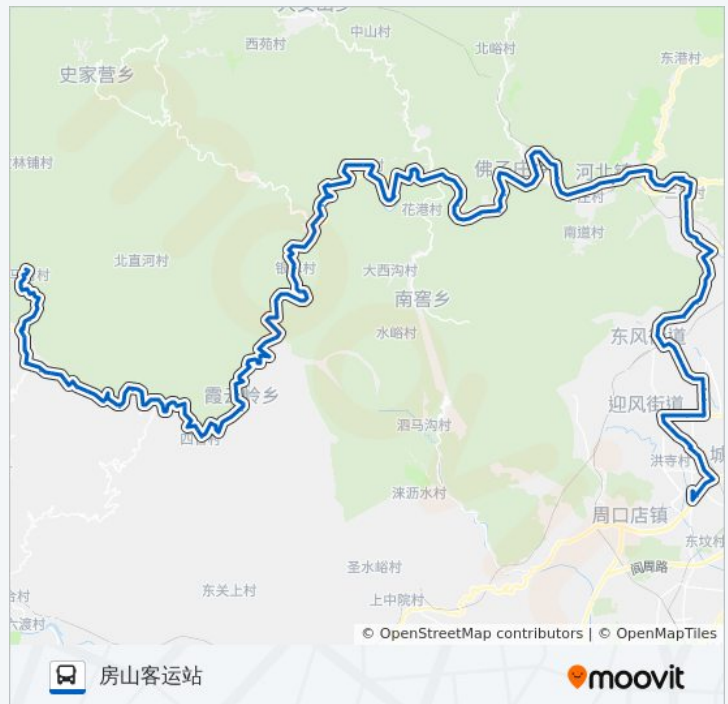 中山村
西苑村
北峪村
东港村
史家营乡
林铺村
佛子庄
河北镇
花港村
南道村
北直河村
大西沟村
南窖乡
水峪村
东风街道
霞云岭乡
迎风街道
泗马沟村
洪寺村
城
涞沥水村
周口店镇
东坟村
圣水峪村
阎周路
东关上村
上中院村
合村
六渡村
© OpenStreetMap contributors | © OpenMapTiles
房山客运站
moovit